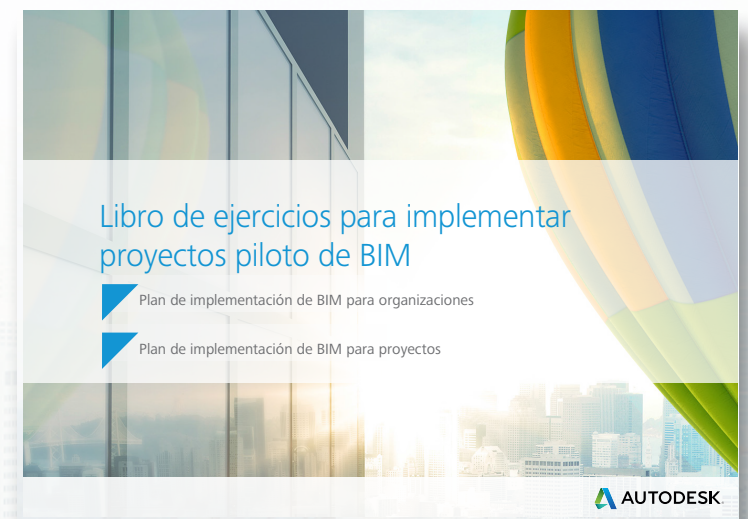 Libro de ejercicios para implementar
proyectos piloto de BIM
Plan de implementación de BIM para organizaciones
Plan de implementación de BIM para proyectos
AUTODESK